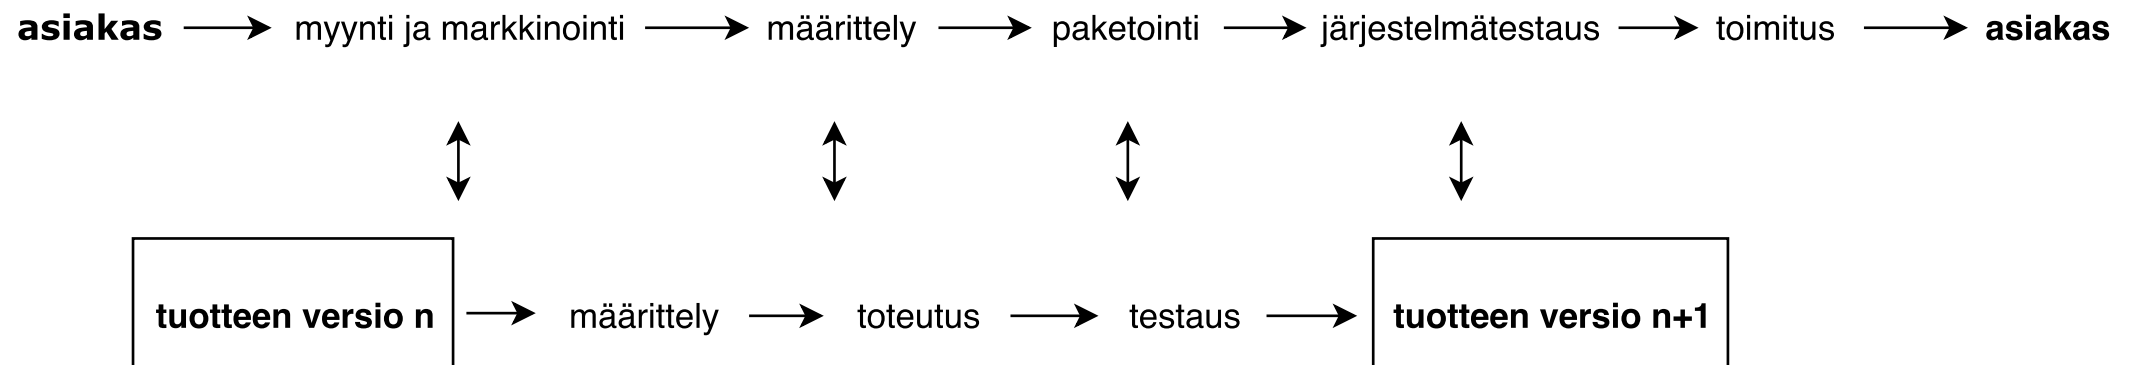 asiakas myynti ja markkinointi määrittely paketointi järjestelmätestaus toimitus asiakas
tuotteen versio n määrittely toteutus testaus tuotteen versio n+1